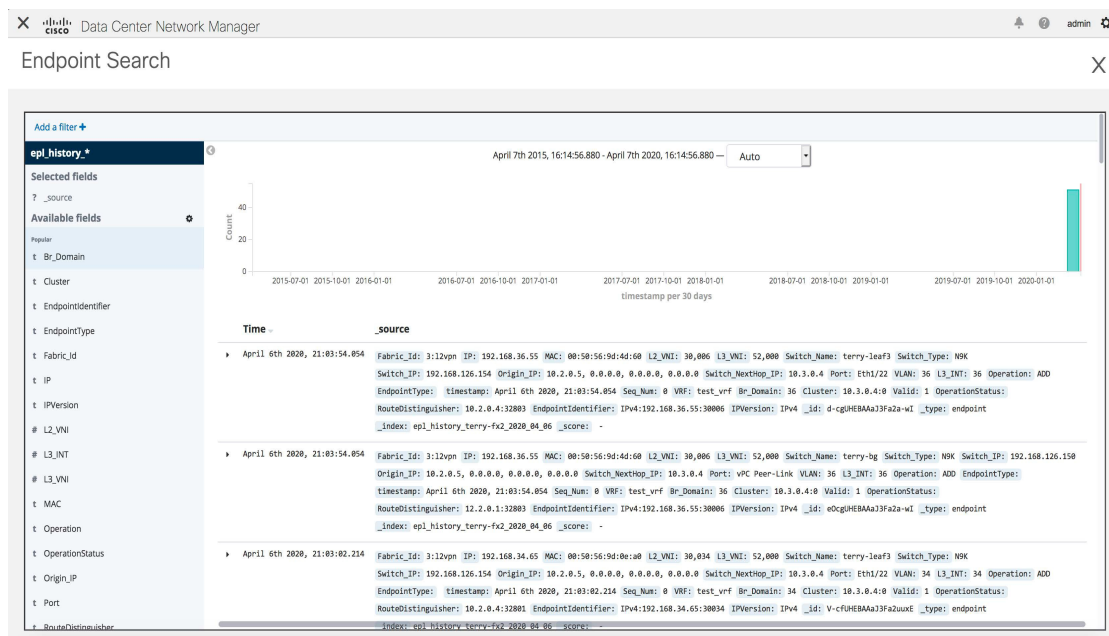 X cisco Data Center Network Manager admin
Endpoint Search X
Add a filter +
epl_history_*
Selected fields
? _source
Available fields
Popular
t Br_Domain
t Cluster
t EndpointIdentifier
t EndpointType
t Fabric_Id
t IP
t IPVersion
# L2_VNI
# L3_INT
# L3_VNI
t MAC
t Operation
t OperationStatus
t Origin_IP
t Port
t RouteDistinguisher
April 7th 2015, 16:14:56.880 - April 7th 2020, 16:14:56.880 — Auto
Count
40
20
0
2015-07-01 2015-10-01 2016-01-01 2016-07-01 2016-10-01 2017-01-01 2017-07-01 2017-10-01 2018-01-01 2018-07-01 2018-10-01 2019-01-01 2019-07-01 2019-10-01 2020-01-01
timestamp per 30 days
Time _source
April 6th 2020, 21:03:54.054 Fabric_Id: 3:l2vpn IP: 192.168.36.55 MAC: 00:50:56:9d:4d:60 L2_VNI: 30,006 L3_VNI: 52,000 Switch_Name: terry-leaf3 Switch_Type: N9K
Switch_IP: 192.168.126.154 Origin_IP: 10.2.0.5, 0.0.0.0, 0.0.0.0, 0.0.0.0 Switch_NextHop_IP: 10.3.0.4 Port: Eth1/22 VLAN: 36 L3_INT: 36 Operation: ADD
EndpointType: timestamp: April 6th 2020, 21:03:54.054 Seq_Num: 0 VRF: test_vrf Br_Domain: 36 Cluster: 10.3.0.4:0 Valid: 1 OperationStatus:
RouteDistinguisher: 10.2.0.4:32803 EndpointIdentifier: IPv4:192.168.36.55:30006 IPVersion: IPv4 _id: d-cgUHEBAAaJ3Fa2a-wI _type: endpoint
_index: epl_history_terry-fx2_2020_04_06 _score: -
April 6th 2020, 21:03:54.054 Fabric_Id: 3:l2vpn IP: 192.168.36.55 MAC: 00:50:56:9d:4d:60 L2_VNI: 30,006 L3_VNI: 52,000 Switch_Name: terry-bg Switch_Type: N9K Switch_IP: 192.168.126.150
Origin_IP: 10.2.0.5, 0.0.0.0, 0.0.0.0, 0.0.0.0 Switch_NextHop_IP: 10.3.0.4 Port: vPC Peer-Link VLAN: 36 L3_INT: 36 Operation: ADD EndpointType:
timestamp: April 6th 2020, 21:03:54.054 Seq_Num: 0 VRF: test_vrf Br_Domain: 36 Cluster: 10.3.0.4:0 Valid: 1 OperationStatus:
RouteDistinguisher: 12.2.0.1:32803 EndpointIdentifier: IPv4:192.168.36.55:30006 IPVersion: IPv4 _id: eOcgUHEBAAaJ3Fa2a-wI _type: endpoint
_index: epl_history_terry-fx2_2020_04_06 _score: -
April 6th 2020, 21:03:02.214 Fabric_Id: 3:l2vpn IP: 192.168.34.65 MAC: 00:50:56:9d:0e:a0 L2_VNI: 30,034 L3_VNI: 52,000 Switch_Name: terry-leaf3 Switch_Type: N9K
Switch_IP: 192.168.126.154 Origin_IP: 10.2.0.5, 0.0.0.0, 0.0.0.0, 0.0.0.0 Switch_NextHop_IP: 10.3.0.4 Port: Eth1/22 VLAN: 34 L3_INT: 34 Operation: ADD
EndpointType: timestamp: April 6th 2020, 21:03:02.214 Seq_Num: 0 VRF: test_vrf Br_Domain: 34 Cluster: 10.3.0.4:0 Valid: 1 OperationStatus:
RouteDistinguisher: 10.2.0.4:32801 EndpointIdentifier: IPv4:192.168.34.65:30034 IPVersion: IPv4 _id: V-cfUHEBAAaJ3Fa2uuxE _type: endpoint
_index: epl_history_terry-fx2_2020_04_06 _score: -